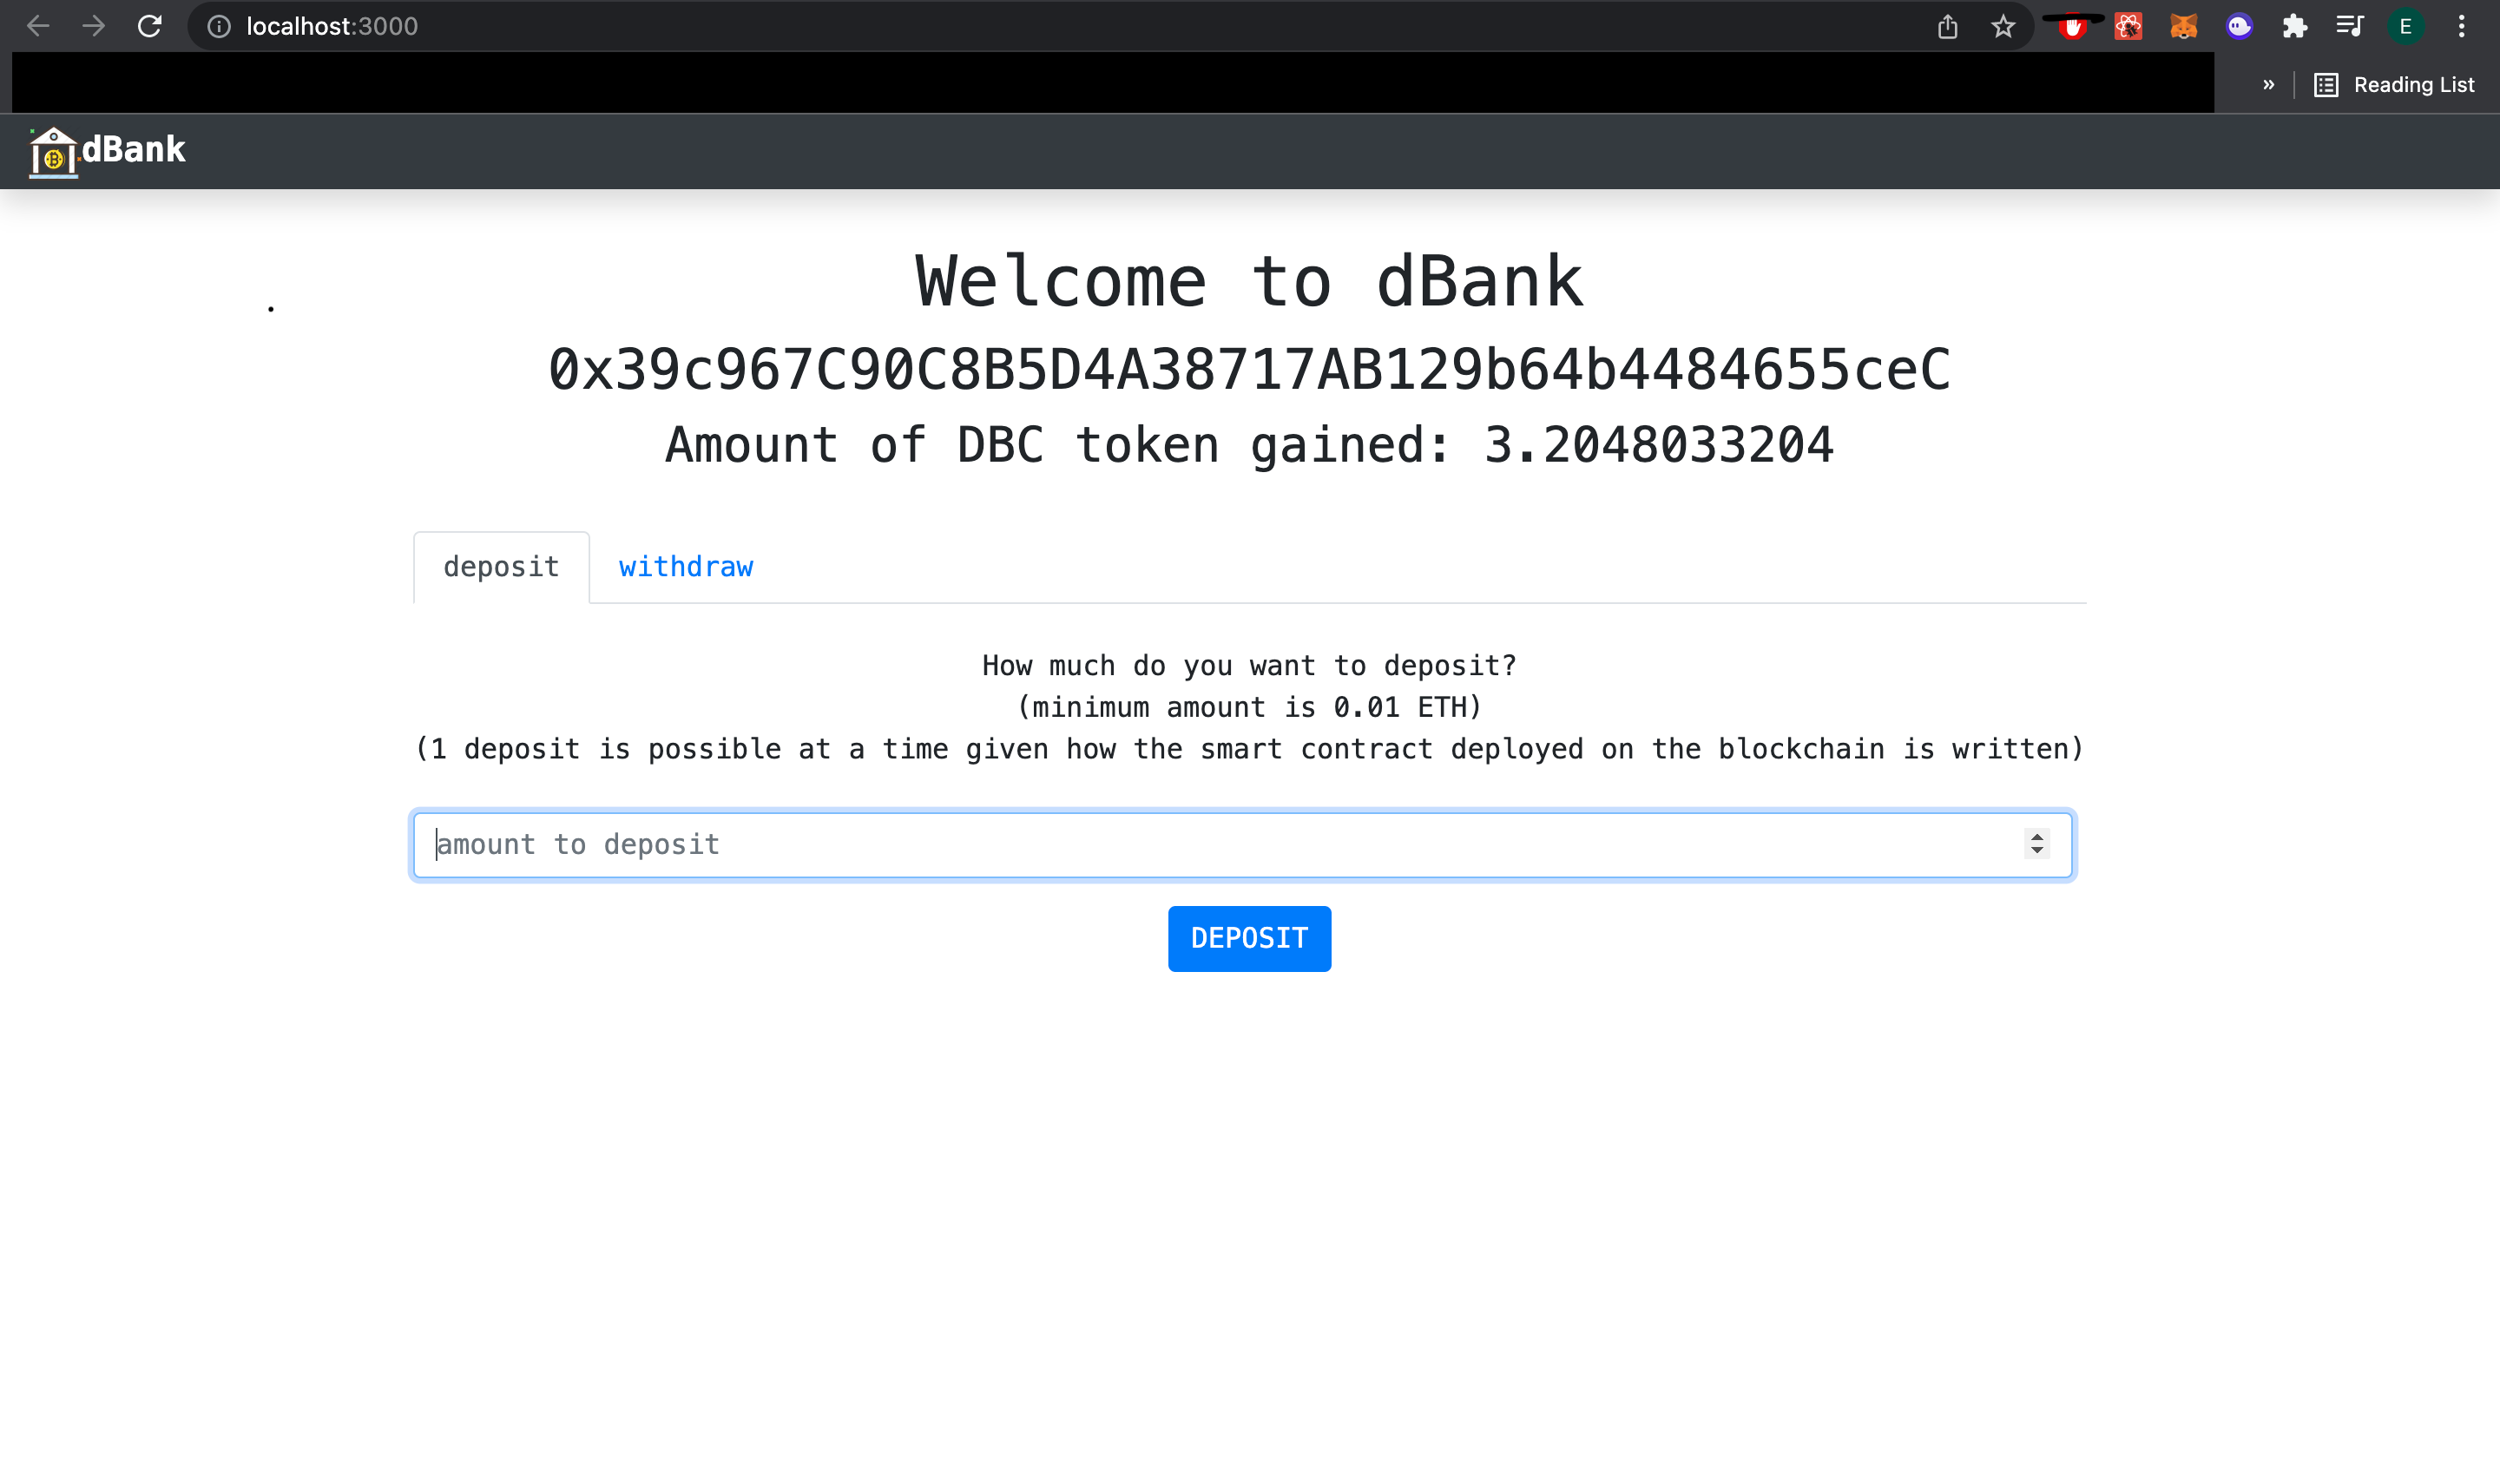 localhost:3000
E
» Reading List
dBank
Welcome to dBank
0x39c967C90C8B5D4A38717AB129b64b4484655ceC
Amount of DBC token gained: 3.2048033204
deposit withdraw
How much do you want to deposit?
(minimum amount is 0.01 ETH)
(1 deposit is possible at a time given how the smart contract deployed on the blockchain is written)
amount to deposit
DEPOSIT